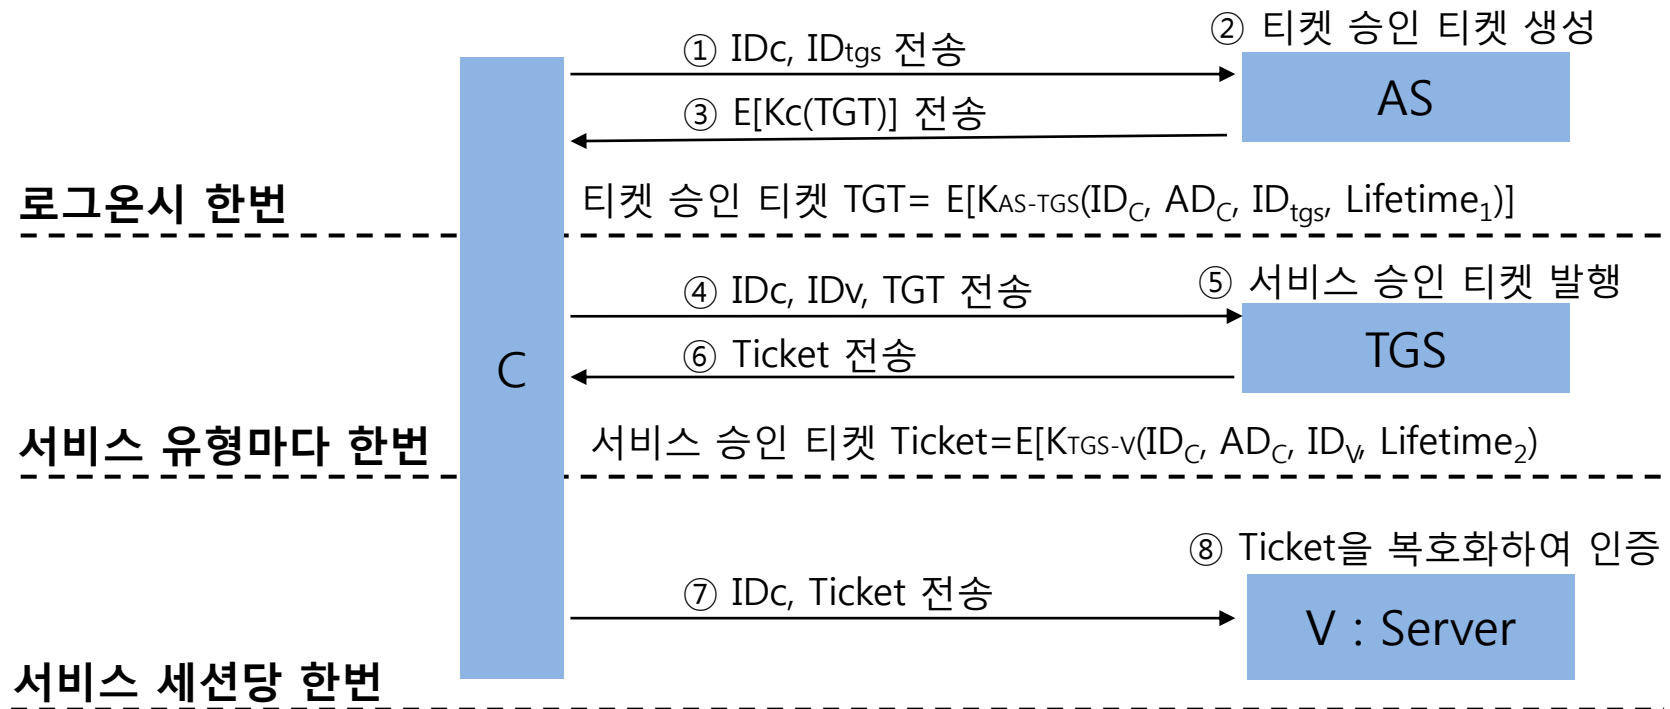 ① IDc, IDtgs 전송
② 티켓 승인 티켓 생성
AS
③ E[Kc(TGT)] 전송
로그온시 한번
티켓 승인 티켓 TGT= E[KAS-TGS(IDC, ADC, IDtgs, Lifetime1)]
④ IDc, IDv, TGT 전송
⑤ 서비스 승인 티켓 발행
TGS
⑥ Ticket 전송
C
서비스 유형마다 한번
서비스 승인 티켓 Ticket=E[KTGS-V(IDC, ADC, IDV, Lifetime2)
⑧ Ticket을 복호화하여 인증
⑦ IDc, Ticket 전송
V : Server
서비스 세션당 한번